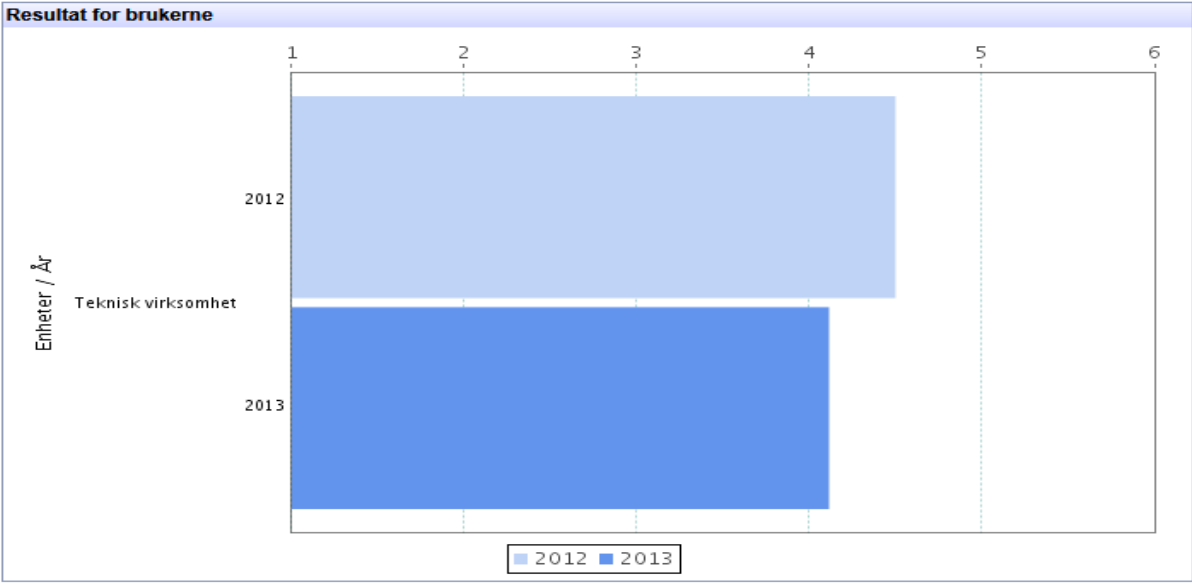 Resultat for brukerne
1 2 3 4 5 6
2012
Enheter / År
Teknisk virksomhet
2013
2012 2013